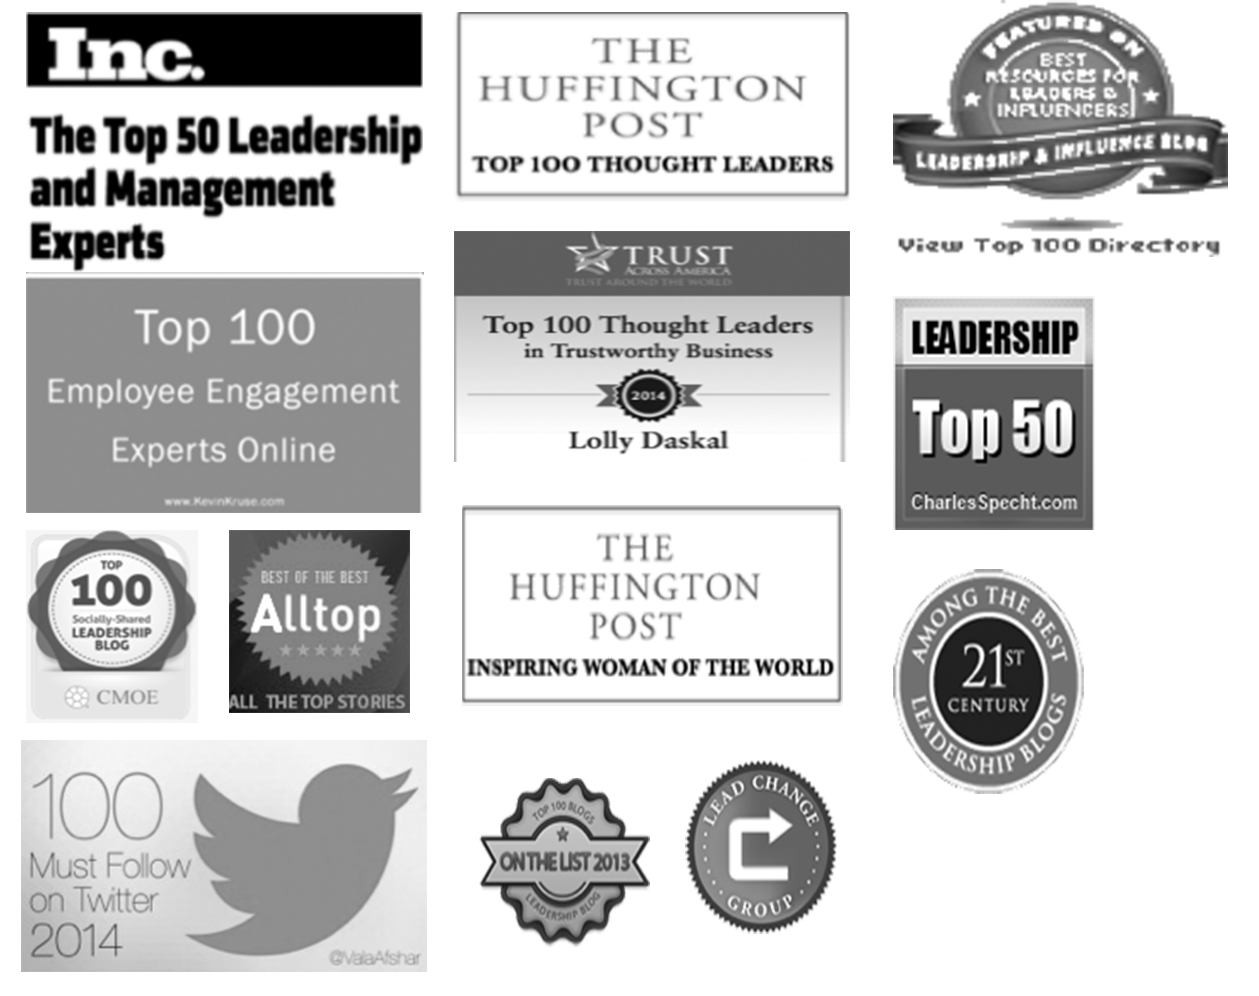 Inc.
The Top 50 Leadership
and Management
Experts
Top 100
Employee Engagement
Experts Online
www.KevinKruse.com
TOP
100
Socially-Shared
LEADERSHIP
BLOG
CMOE
BEST OF THE BEST
Alltop
ALL THE TOP STORIES
100
Must Follow
on Twitter
2014
@ValaAfshar
THE
HUFFINGTON
POST
TOP 100 THOUGHT LEADERS
TRUST
ACROSS AMERICA
TRUST AROUND THE WORLD
Top 100 Thought Leaders
in Trustworthy Business
2014
Lolly Daskal
THE
HUFFINGTON
POST
INSPIRING WOMAN OF THE WORLD
TOP 100 BLOGS
ON THE LIST 2013
LEADERSHIP BLOG
LEAD CHANGE
GROUP
FEATURED ON
BEST
RESOURCES FOR
LEADERS &
INFLUENCERS
LEADERSHIP & INFLUENCE BLOG
View Top 100 Directory
LEADERSHIP
Top 50
CharlesSpecht.com
AMONG THE BEST
21ST
CENTURY
LEADERSHIP BLOGS